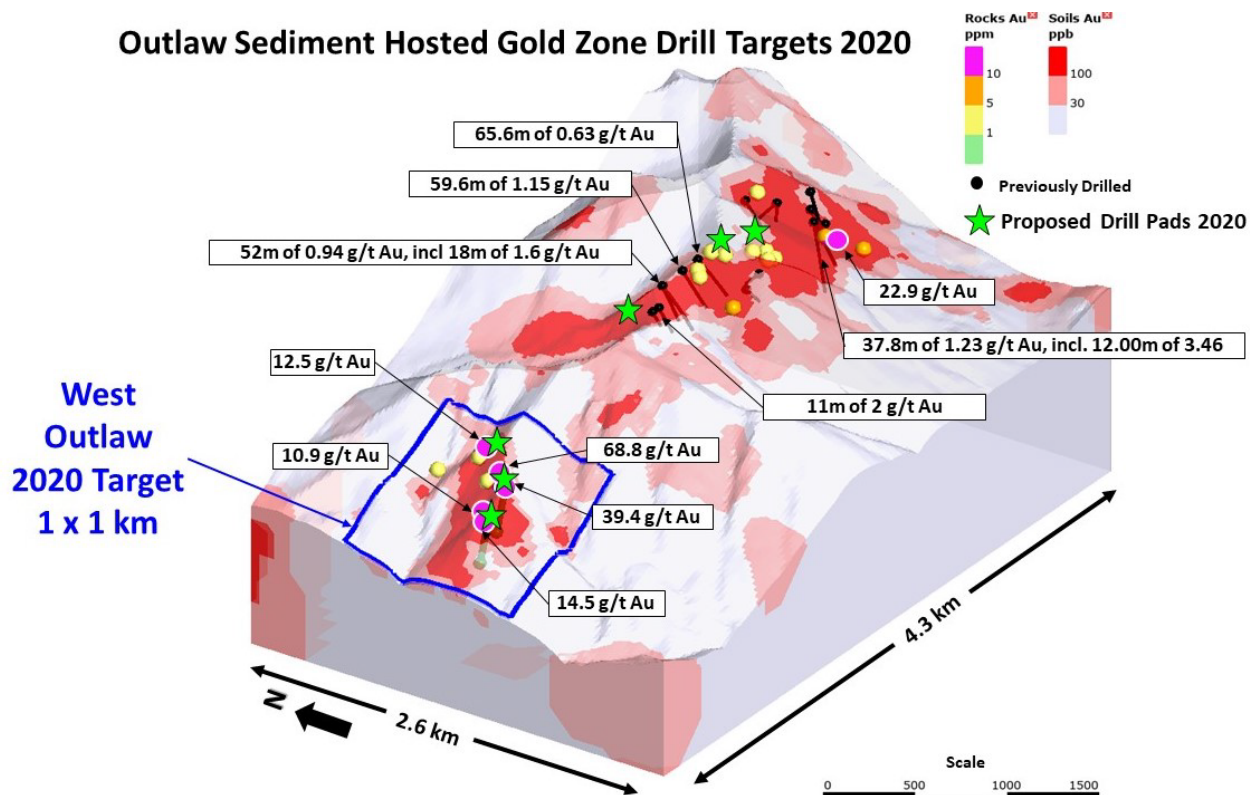 Outlaw Sediment Hosted Gold Zone Drill Targets 2020
Rocks Au
ppm
10
5
1
Soils Au
ppb
100
30
Previously Drilled
Proposed Drill Pads 2020
65.6m of 0.63 g/t Au
59.6m of 1.15 g/t Au
52m of 0.94 g/t Au, incl 18m of 1.6 g/t Au
22.9 g/t Au
37.8m of 1.23 g/t Au, incl. 12.00m of 3.46
11m of 2 g/t Au
12.5 g/t Au
10.9 g/t Au
68.8 g/t Au
39.4 g/t Au
14.5 g/t Au
West
Outlaw
2020 Target
1 x 1 km
4.3 km
2.6 km
N
Scale
0 500 1000 1500